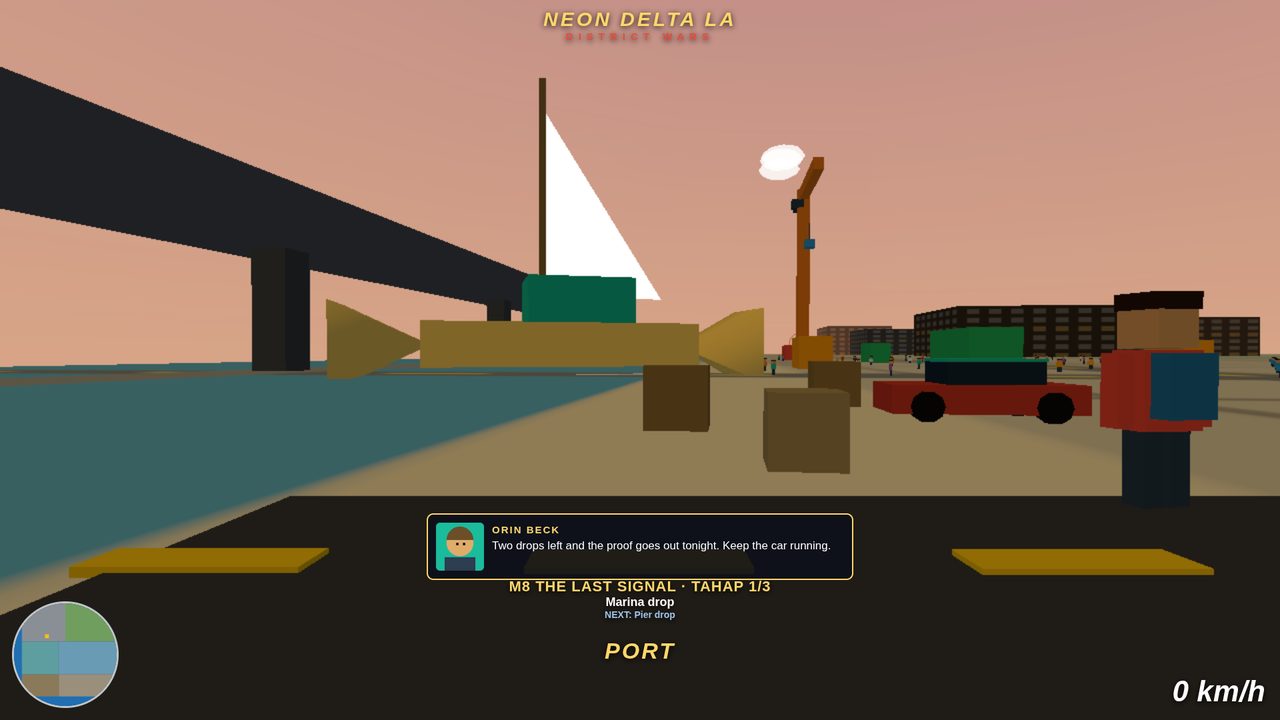 NEON DELTA LA
DISTRICT WARS
ORIN BECK
Two drops left and the proof goes out tonight. Keep the car running.
M8 THE LAST SIGNAL · TAHAP 1/3
Marina drop
NEXT: Pier drop
PORT
0 km/h